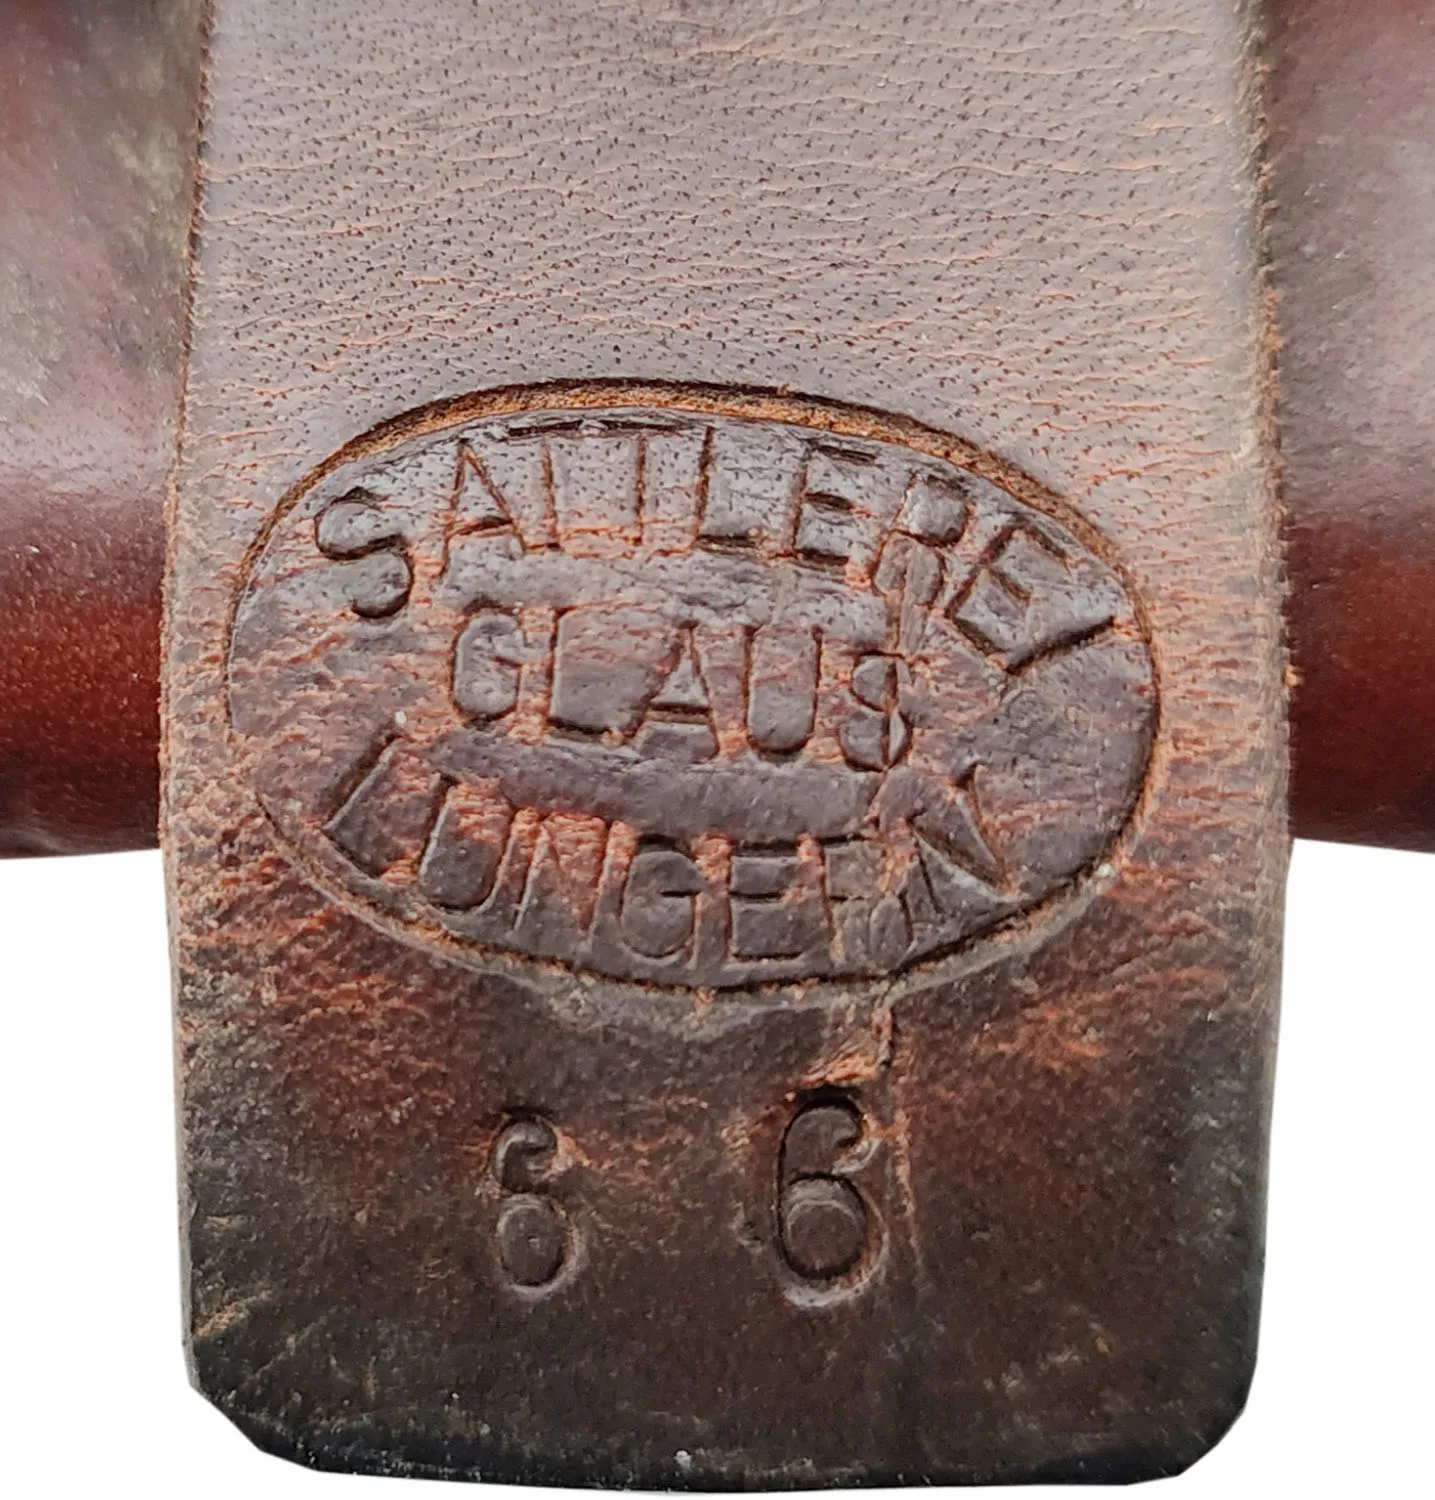 SATTLEREI
GLAUS
LUNGERN
6 6